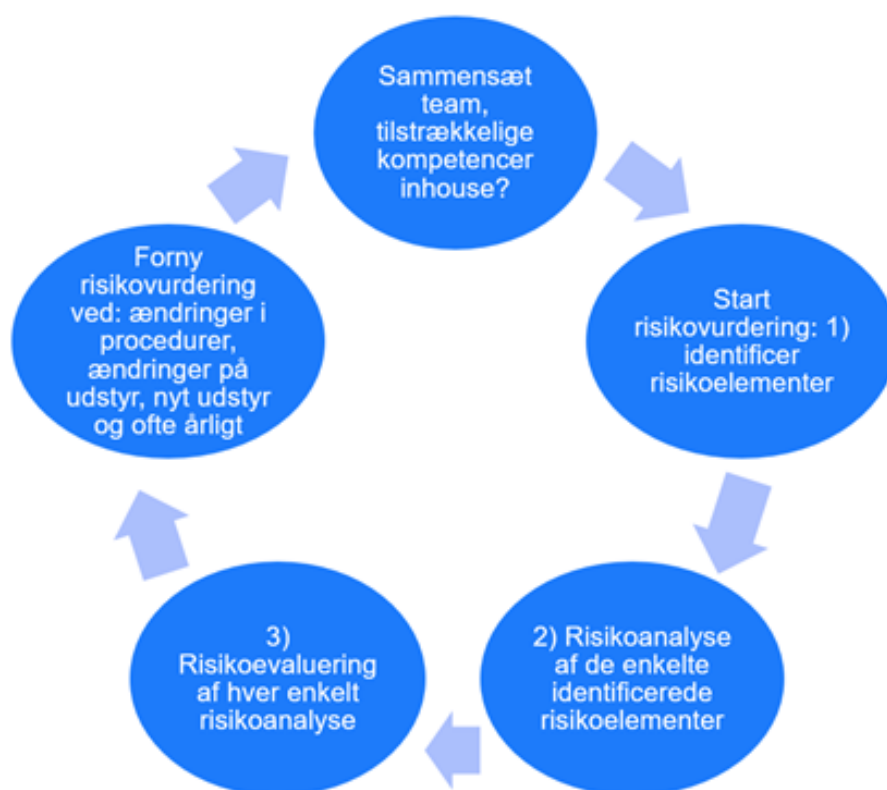 Sammensæt
team,
tilstrækkelige
kompetencer
inhouse?
Start
risikovurdering: 1)
identificer
risikoelementer
2) Risikoanalyse
af de enkelte
identificerede
risikoelementer
3)
Risikoevaluering
af hver enkelt
risikoanalyse
Forny
risikovurdering
ved: ændringer i
procedurer,
ændringer på
udstyr, nyt udstyr
og ofte årligt